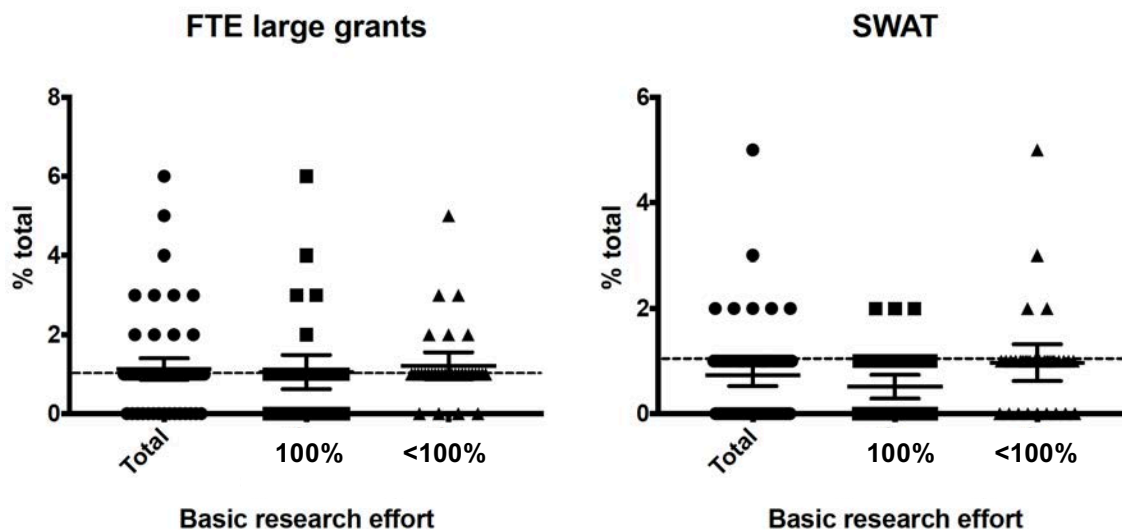 FTE large grants
% total
8
6
4
2
0
Total
100%
<100%
Basic research effort
SWAT
% total
6
4
2
0
Total
100%
<100%
Basic research effort